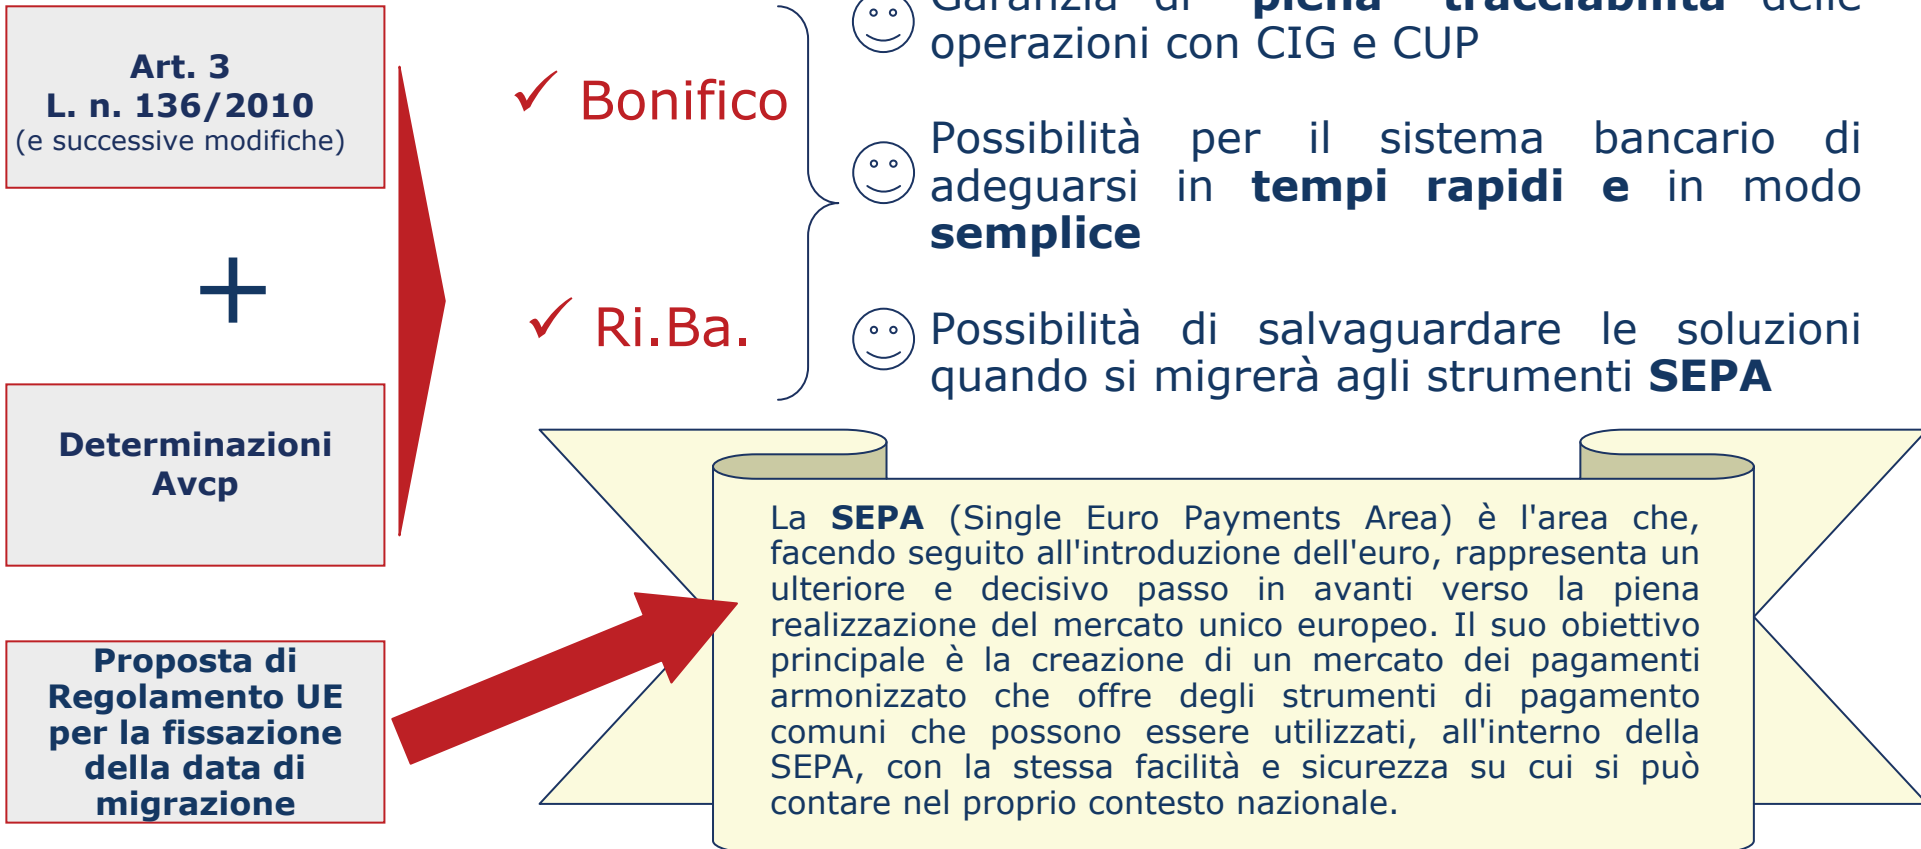 Art. 3
L. n. 136/2010
(e successive modifiche)
+
Determinazioni
Avcp
Proposta di
Regolamento UE
per la fissazione
della data di
migrazione
✓ Bonifico
✓ Ri.Ba.
Garanzia di "piena tracciabilità delle
operazioni con CIG e CUP
Possibilità per il sistema bancario di
adeguarsi in tempi rapidi e in modo
semplice
Possibilità di salvaguardare le soluzioni
quando si migrerà agli strumenti SEPA
La SEPA (Single Euro Payments Area) è l'area che,
facendo seguito all'introduzione dell'euro, rappresenta un
ulteriore e decisivo passo in avanti verso la piena
realizzazione del mercato unico europeo. Il suo obiettivo
principale è la creazione di un mercato dei pagamenti
armonizzato che offre degli strumenti di pagamento
comuni che possono essere utilizzati, all'interno della
SEPA, con la stessa facilità e sicurezza su cui si può
contare nel proprio contesto nazionale.